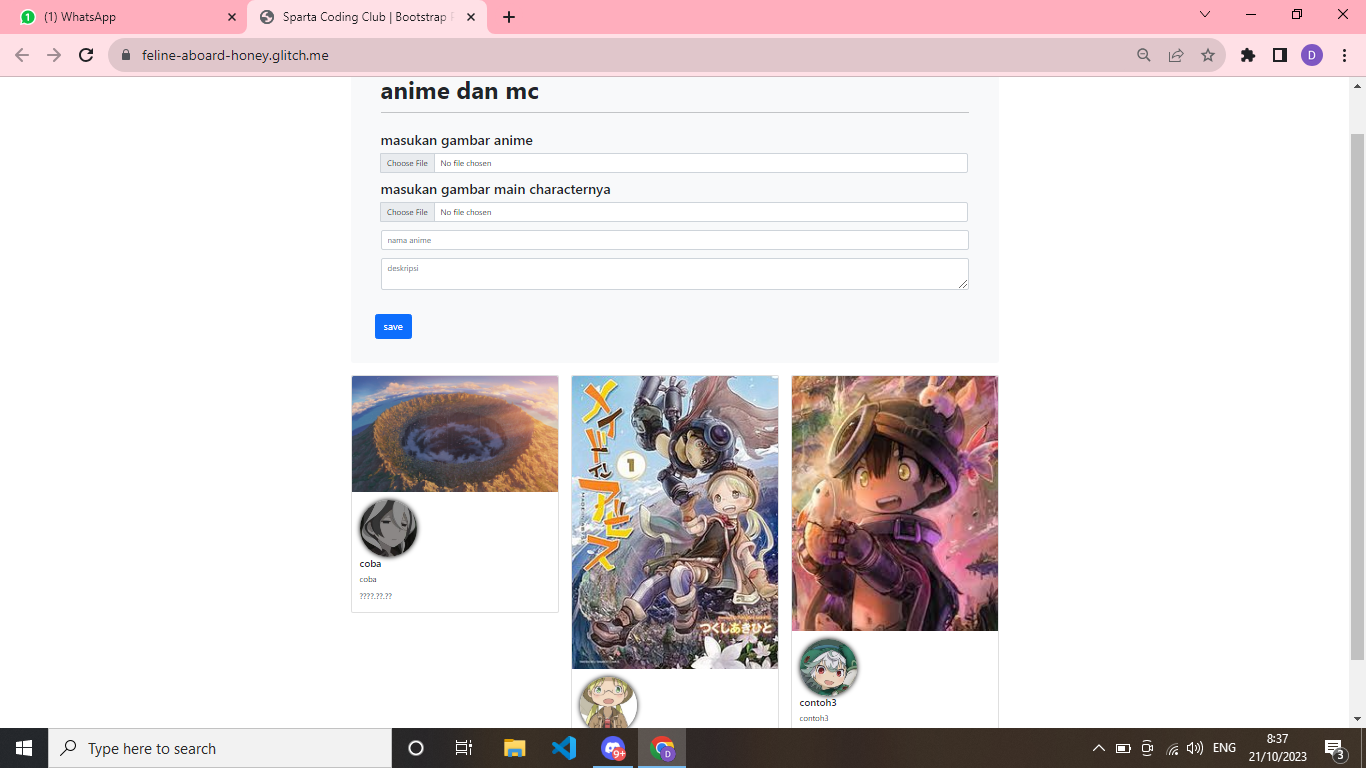 (1) WhatsApp
Sparta Coding Club | Bootstrap
feline-aboard-honey.glitch.me
D
anime dan mc
masukan gambar anime
Choose File No file chosen
masukan gambar main characternya
Choose File No file chosen
nama anime
deskripsi
save
coba
coba
????.??.??
メイドインアビス
1
つくしあきひと
contoh3
contoh3
Type here to search
9+
D
ENG
8:37
21/10/2023
3